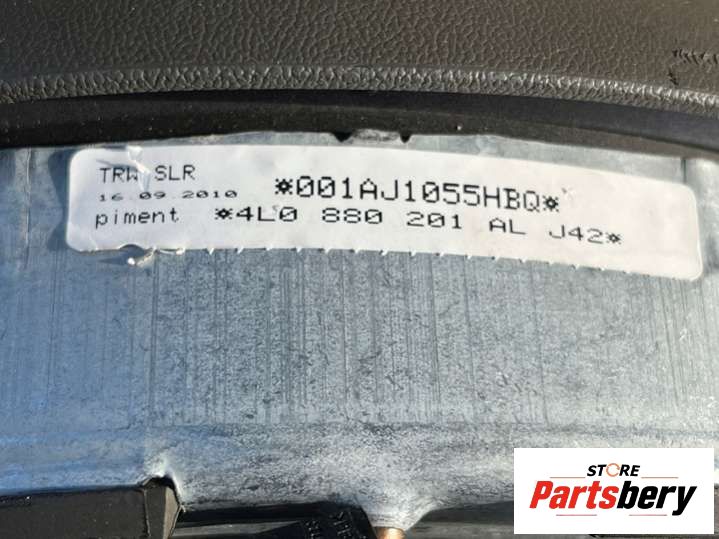 TRW SLR *001AJ1055HBQ*
16.09.2010
piment *4L0 880 201 AL J42*
STORE
Partsbery